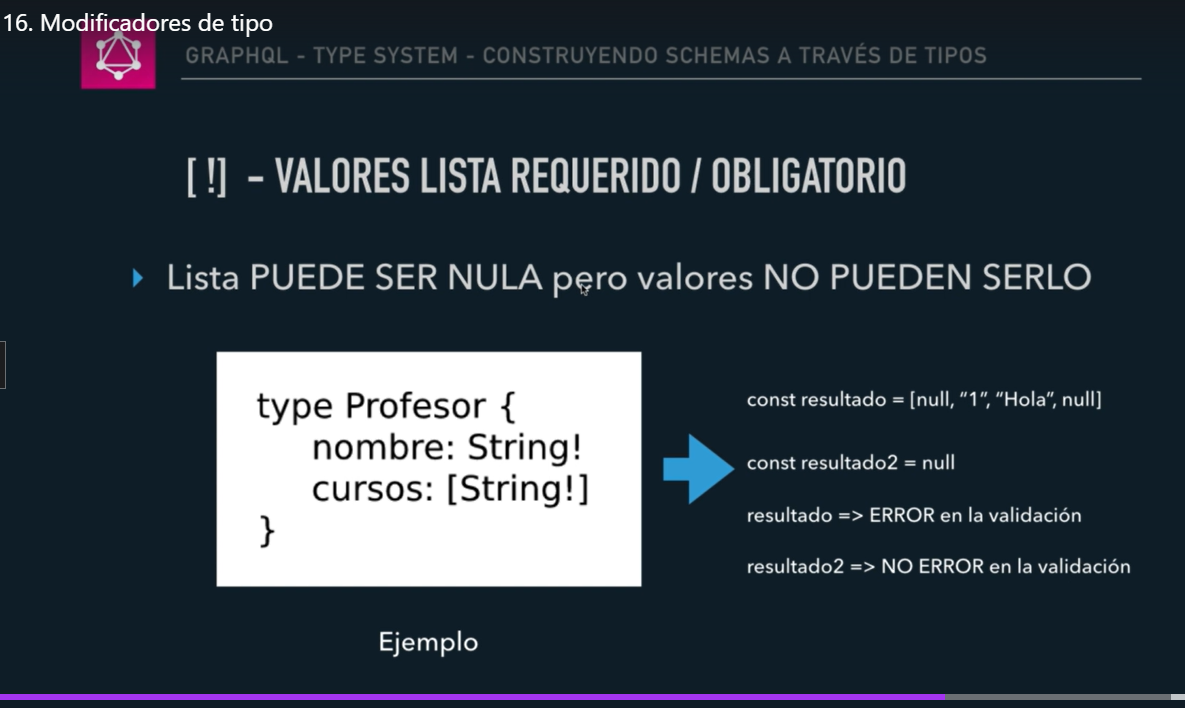 16. Modificadores de tipo
GRAPHQL - TYPE SYSTEM - CONSTRUYENDO SCHEMAS A TRAVÉS DE TIPOS
[ !] – VALORES LISTA REQUERIDO / OBLIGATORIO
Lista PUEDE SER NULA pero valores NO PUEDEN SERLO
type Profesor {
nombre: String!
cursos: [String!]
}
const resultado = [null, “1”, “Hola”, null]
const resultado2 = null
resultado => ERROR en la validación
resultado2 => NO ERROR en la validación
Ejemplo